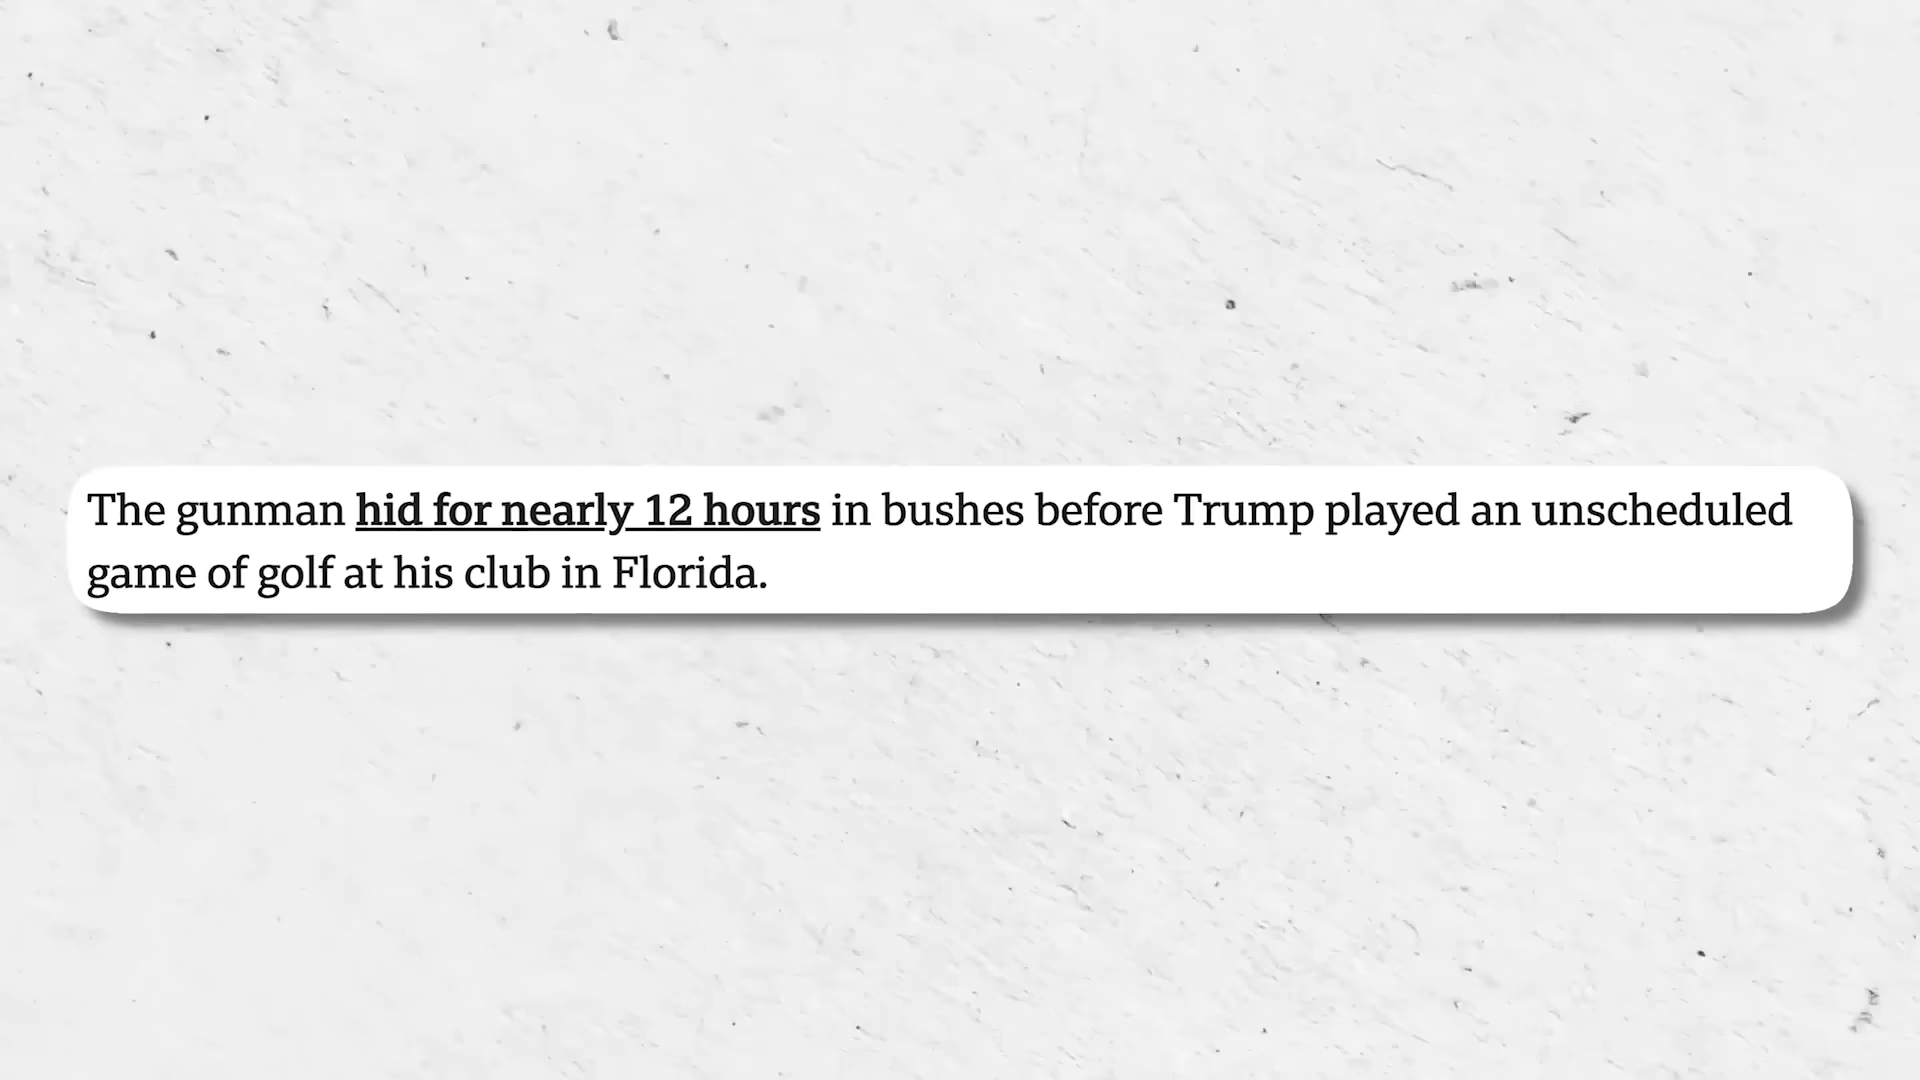 The gunman hid for nearly 12 hours in bushes before Trump played an unscheduled
game of golf at his club in Florida.